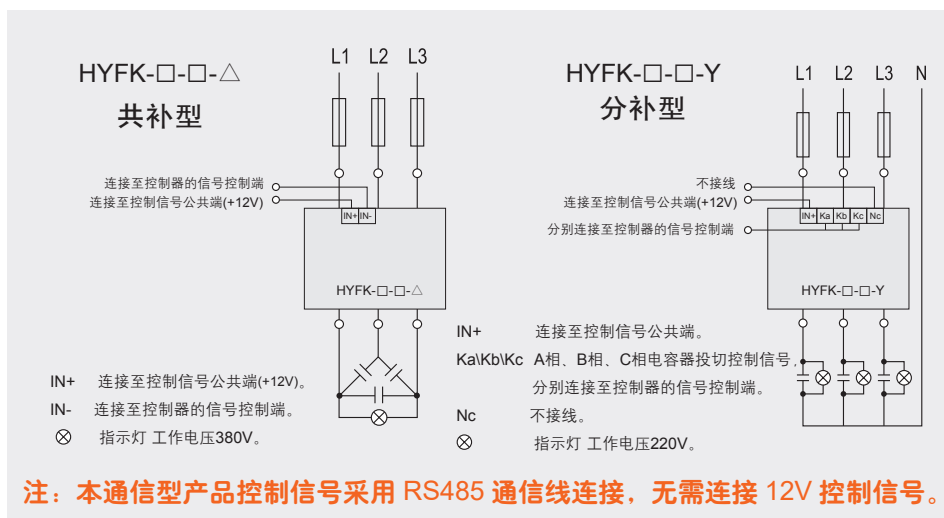 HYFK-□-□-△
共补型
L1 L2 L3
连接至控制器的信号控制端
连接至控制信号公共端(+12V)
IN+ IN-
HYFK-□-□-△
IN+ 连接至控制信号公共端(+12V)。
IN- 连接至控制器的信号控制端。
指示灯 工作电压380V。
HYFK-□-□-Y
分补型
L1 L2 L3 N
不接线
连接至控制信号公共端(+12V)
分别连接至控制器的信号控制端
IN+ Ka Kb Kc Nc
HYFK-□-□-Y
IN+ 连接至控制信号公共端。
Ka\Kb\Kc A相、B相、C相电容器投切控制信号,
分别连接至控制器的信号控制端。
Nc 不接线。
指示灯 工作电压220V。
注：本通信型产品控制信号采用 RS485 通信线连接，无需连接 12V 控制信号。